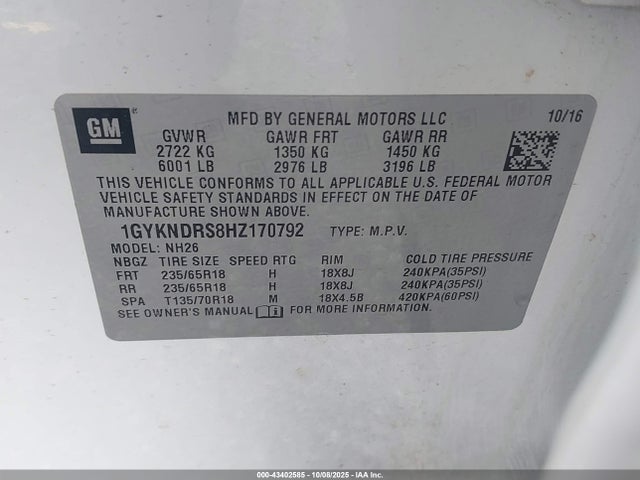 GM
MFD BY GENERAL MOTORS LLC 10/16
GVWR GAWR FRT GAWR RR
2722 KG 1350 KG 1450 KG
6001 LB 2976 LB 3196 LB
THIS VEHICLE CONFORMS TO ALL APPLICABLE U.S. FEDERAL MOTOR
VEHICLE SAFETY STANDARDS IN EFFECT ON THE DATE OF
MANUFACTURE SHOWN ABOVE.
1GYKNDRS8HZ170792 TYPE: M.P.V.
MODEL: NH26
NBGZ TIRE SIZE SPEED RTG RIM COLD TIRE PRESSURE
FRT 235/65R18 H 18X8J 240KPA(35PSI)
RR 235/65R18 H 18X8J 240KPA(35PSI)
SPA T135/70R18 M 18X4.5B 420KPA(60PSI)
SEE OWNER'S MANUAL FOR MORE INFORMATION.
000-43402585 | 10/08/2025 - IAAI.com